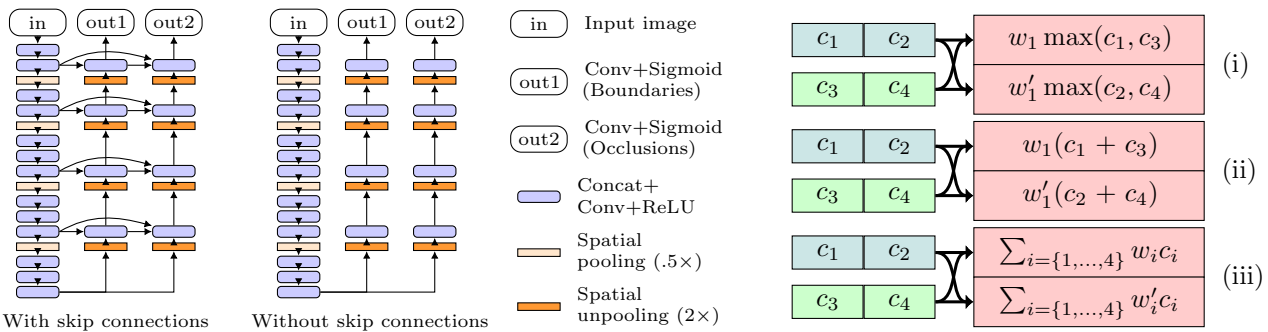 in out1 out2
With skip connections
in out1 out2
Without skip connections
in Input image
out1 Conv+Sigmoid
(Boundaries)
out2 Conv+Sigmoid
(Occlusions)
Concat+
Conv+ReLU
Spatial
pooling (.5×)
Spatial
unpooling (2×)
c₁ c₂ w₁ max(c₁, c₃)
c₃ c₄ w′₁ max(c₂, c₄)
(i)
c₁ c₂ w₁(c₁ + c₃)
c₃ c₄ w′₁(c₂ + c₄)
(ii)
c₁ c₂ ∑ᵢ₌{₁,...,₄} wᵢcᵢ
c₃ c₄ ∑ᵢ₌{₁,...,₄} w′ᵢcᵢ
(iii)